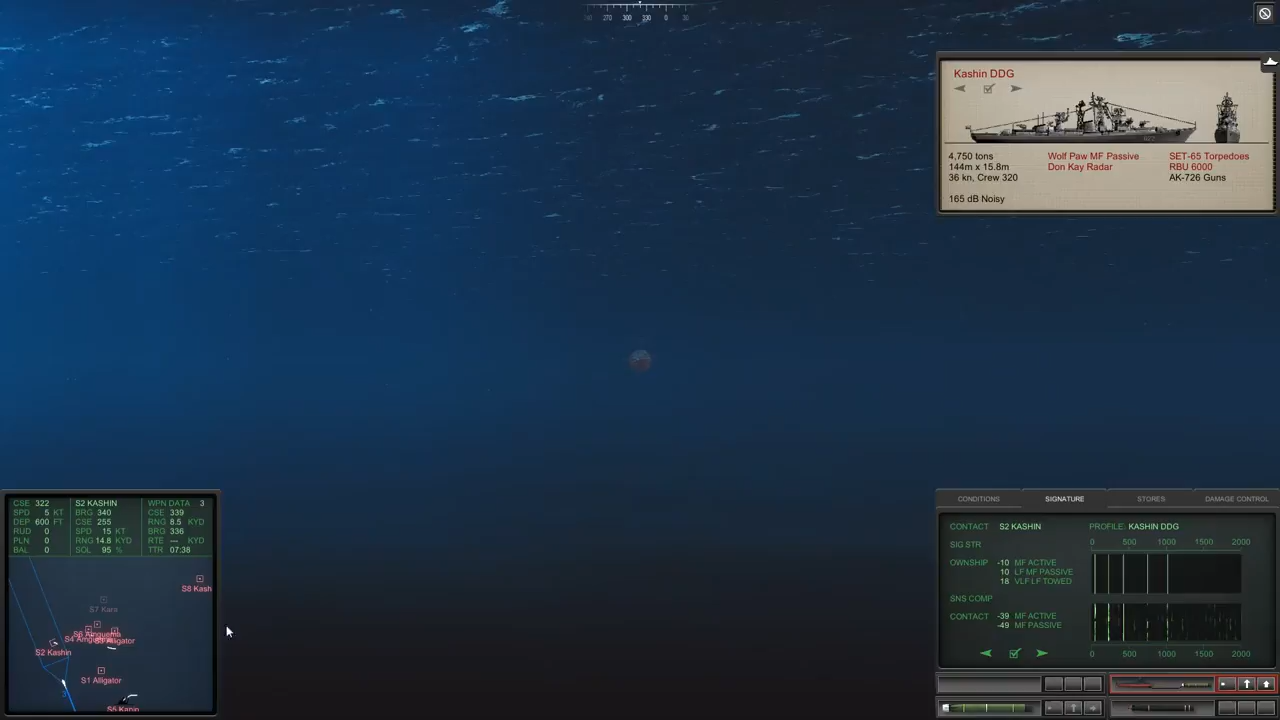 240 270 300 330 0 30
Kashin DDG
4,750 tons Wolf Paw MF Passive SET-65 Torpedoes
144m x 15.8m Don Kay Radar RBU 6000
36 kn, Crew 320 AK-726 Guns
165 dB Noisy
CSE 322 S2 KASHIN WPN DATA 3
SPD 5 KT BRG 340 CSE 339
DEP 600 FT CSE 255 RNG 8.5 KYD
RUD 0 SPD 15 KT BRG 336
PLN 0 RNG 14.8 KYD RTE --- KYD
BAL 0 SOL 95 % TTR 07:38
S8 Kash
S7 Kara
S2 Kashin
S1 Alligator
3
CONDITIONS SIGNATURE STORES DAMAGE CONTROL
CONTACT S2 KASHIN PROFILE: KASHIN DDG
SIG STR 0 500 1000 1500 2000
OWNSHIP -10 MF ACTIVE
10 LF MF PASSIVE
18 VLF LF TOWED
SNS COMP
CONTACT -39 MF ACTIVE
-49 MF PASSIVE
0 500 1000 1500 2000